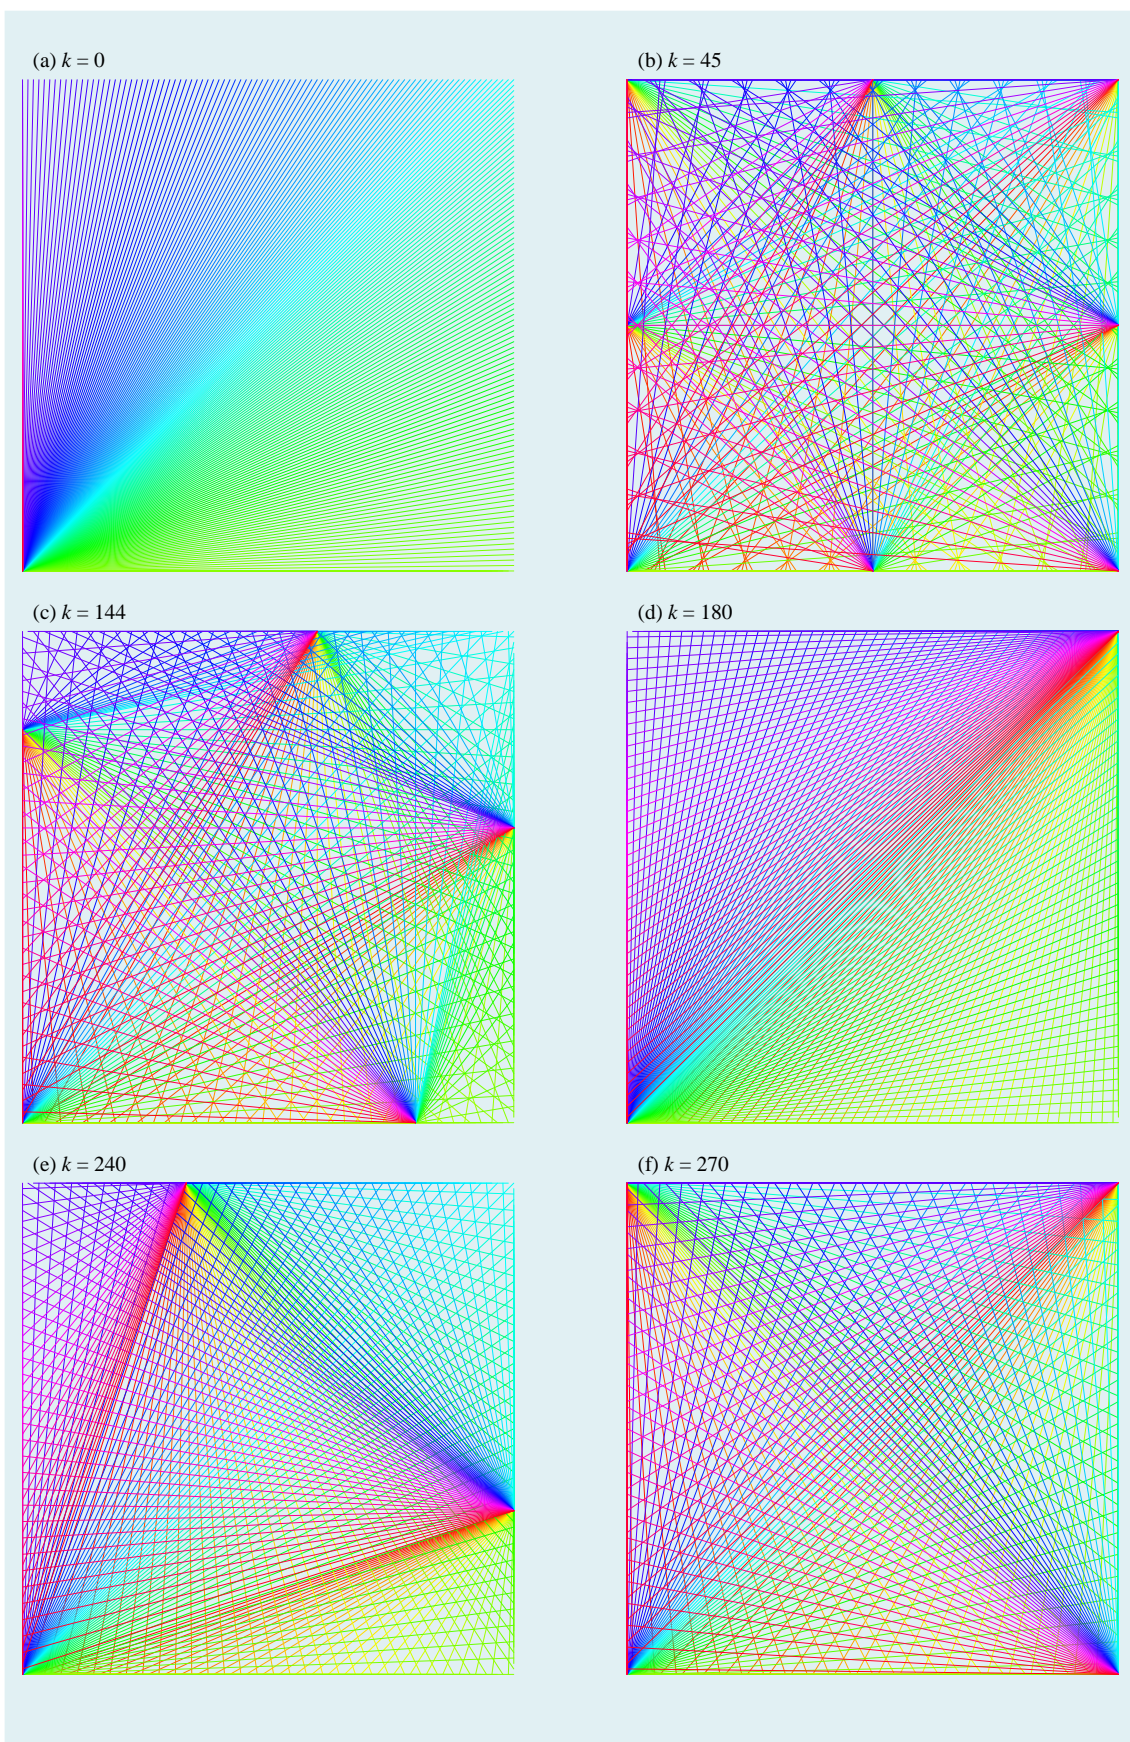 (a) k = 0
(b) k = 45
(c) k = 144
(d) k = 180
(e) k = 240
(f) k = 270